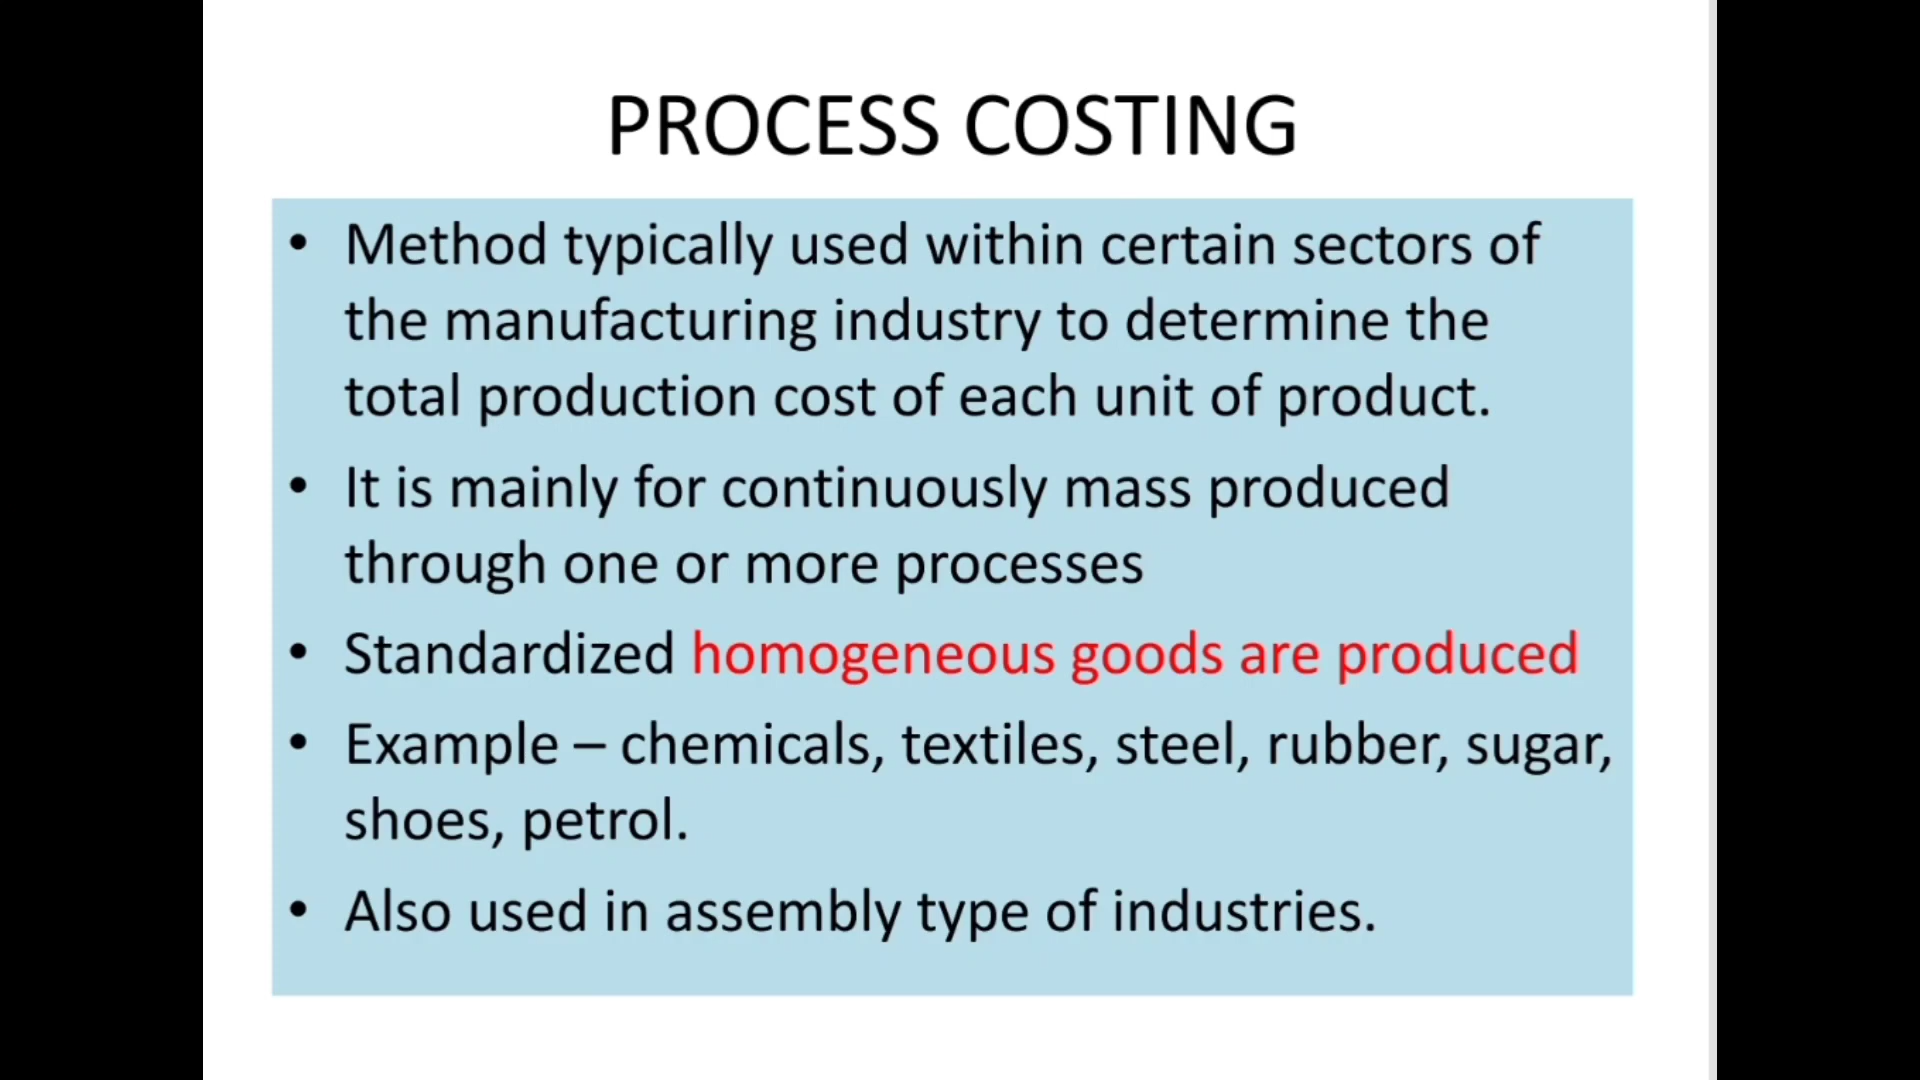 PROCESS COSTING
• Method typically used within certain sectors of
the manufacturing industry to determine the
total production cost of each unit of product.
• It is mainly for continuously mass produced
through one or more processes
• Standardized homogeneous goods are produced
• Example – chemicals, textiles, steel, rubber, sugar,
shoes, petrol.
• Also used in assembly type of industries.